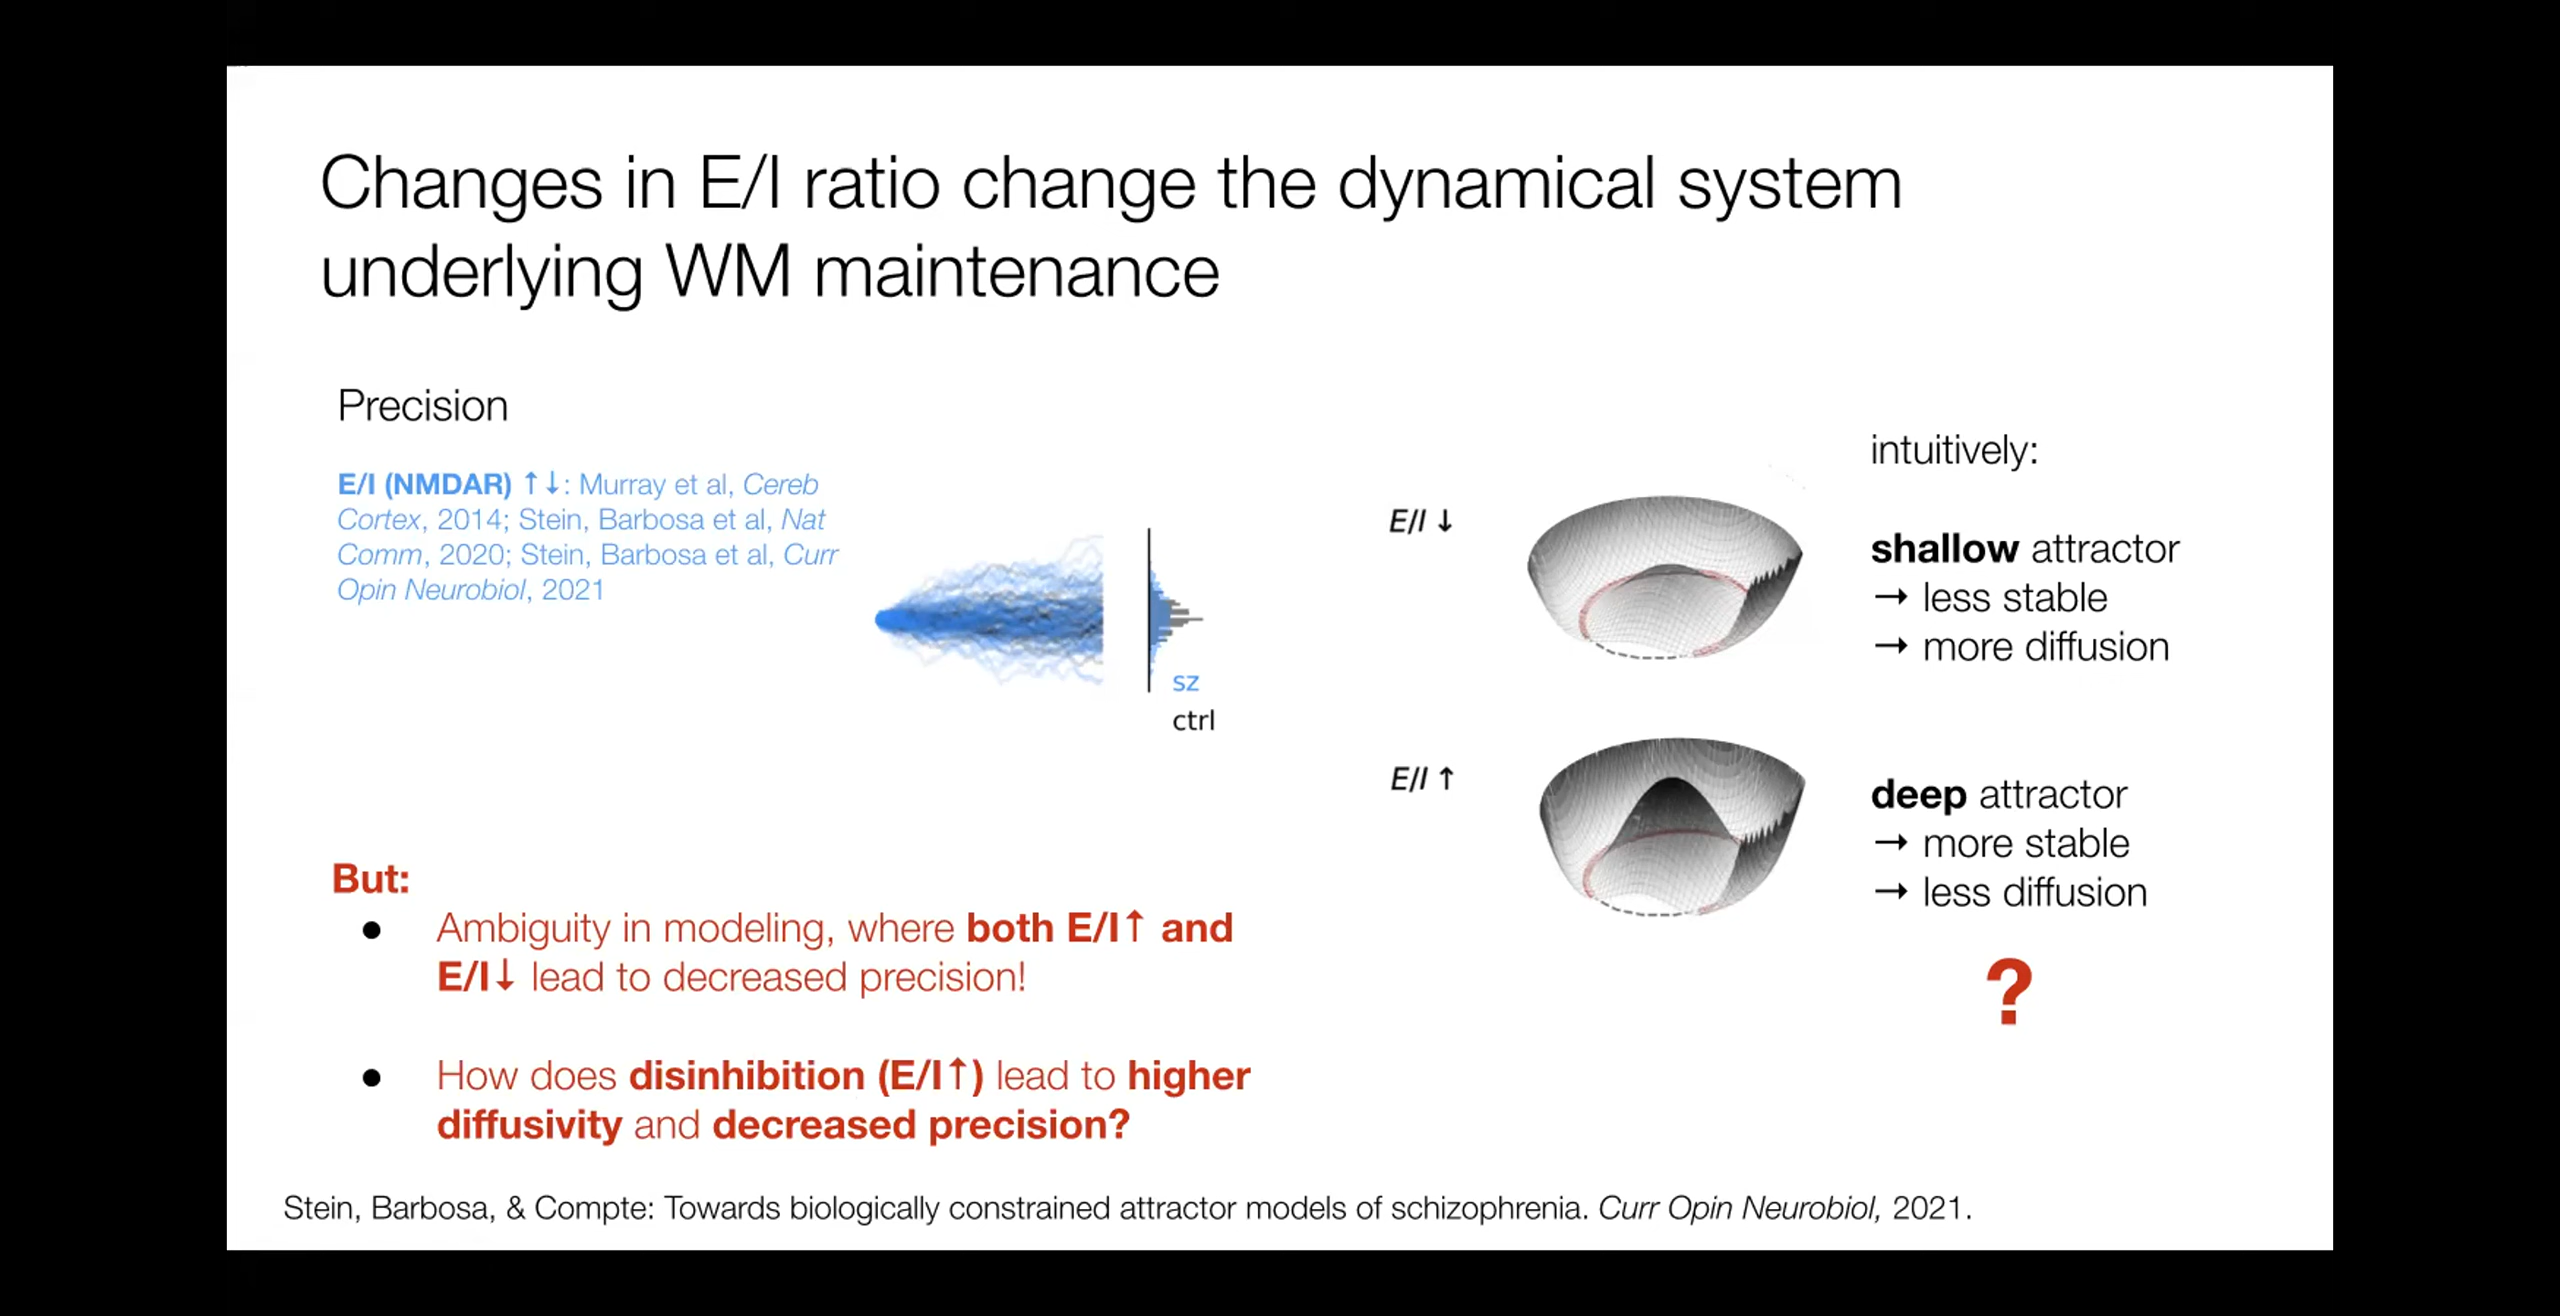 Changes in E/I ratio change the dynamical system
underlying WM maintenance
Precision
E/I (NMDAR) ↑↓: Murray et al, Cereb
Cortex, 2014; Stein, Barbosa et al, Nat
Comm, 2020; Stein, Barbosa et al, Curr
Opin Neurobiol, 2021
sz
ctrl
E/I ↓
intuitively:
shallow attractor
→ less stable
→ more diffusion
E/I ↑
deep attractor
→ more stable
→ less diffusion
?
But:
● Ambiguity in modeling, where both E/I↑ and
E/I↓ lead to decreased precision!
● How does disinhibition (E/I↑) lead to higher
diffusivity and decreased precision?
Stein, Barbosa, & Compte: Towards biologically constrained attractor models of schizophrenia. Curr Opin Neurobiol, 2021.